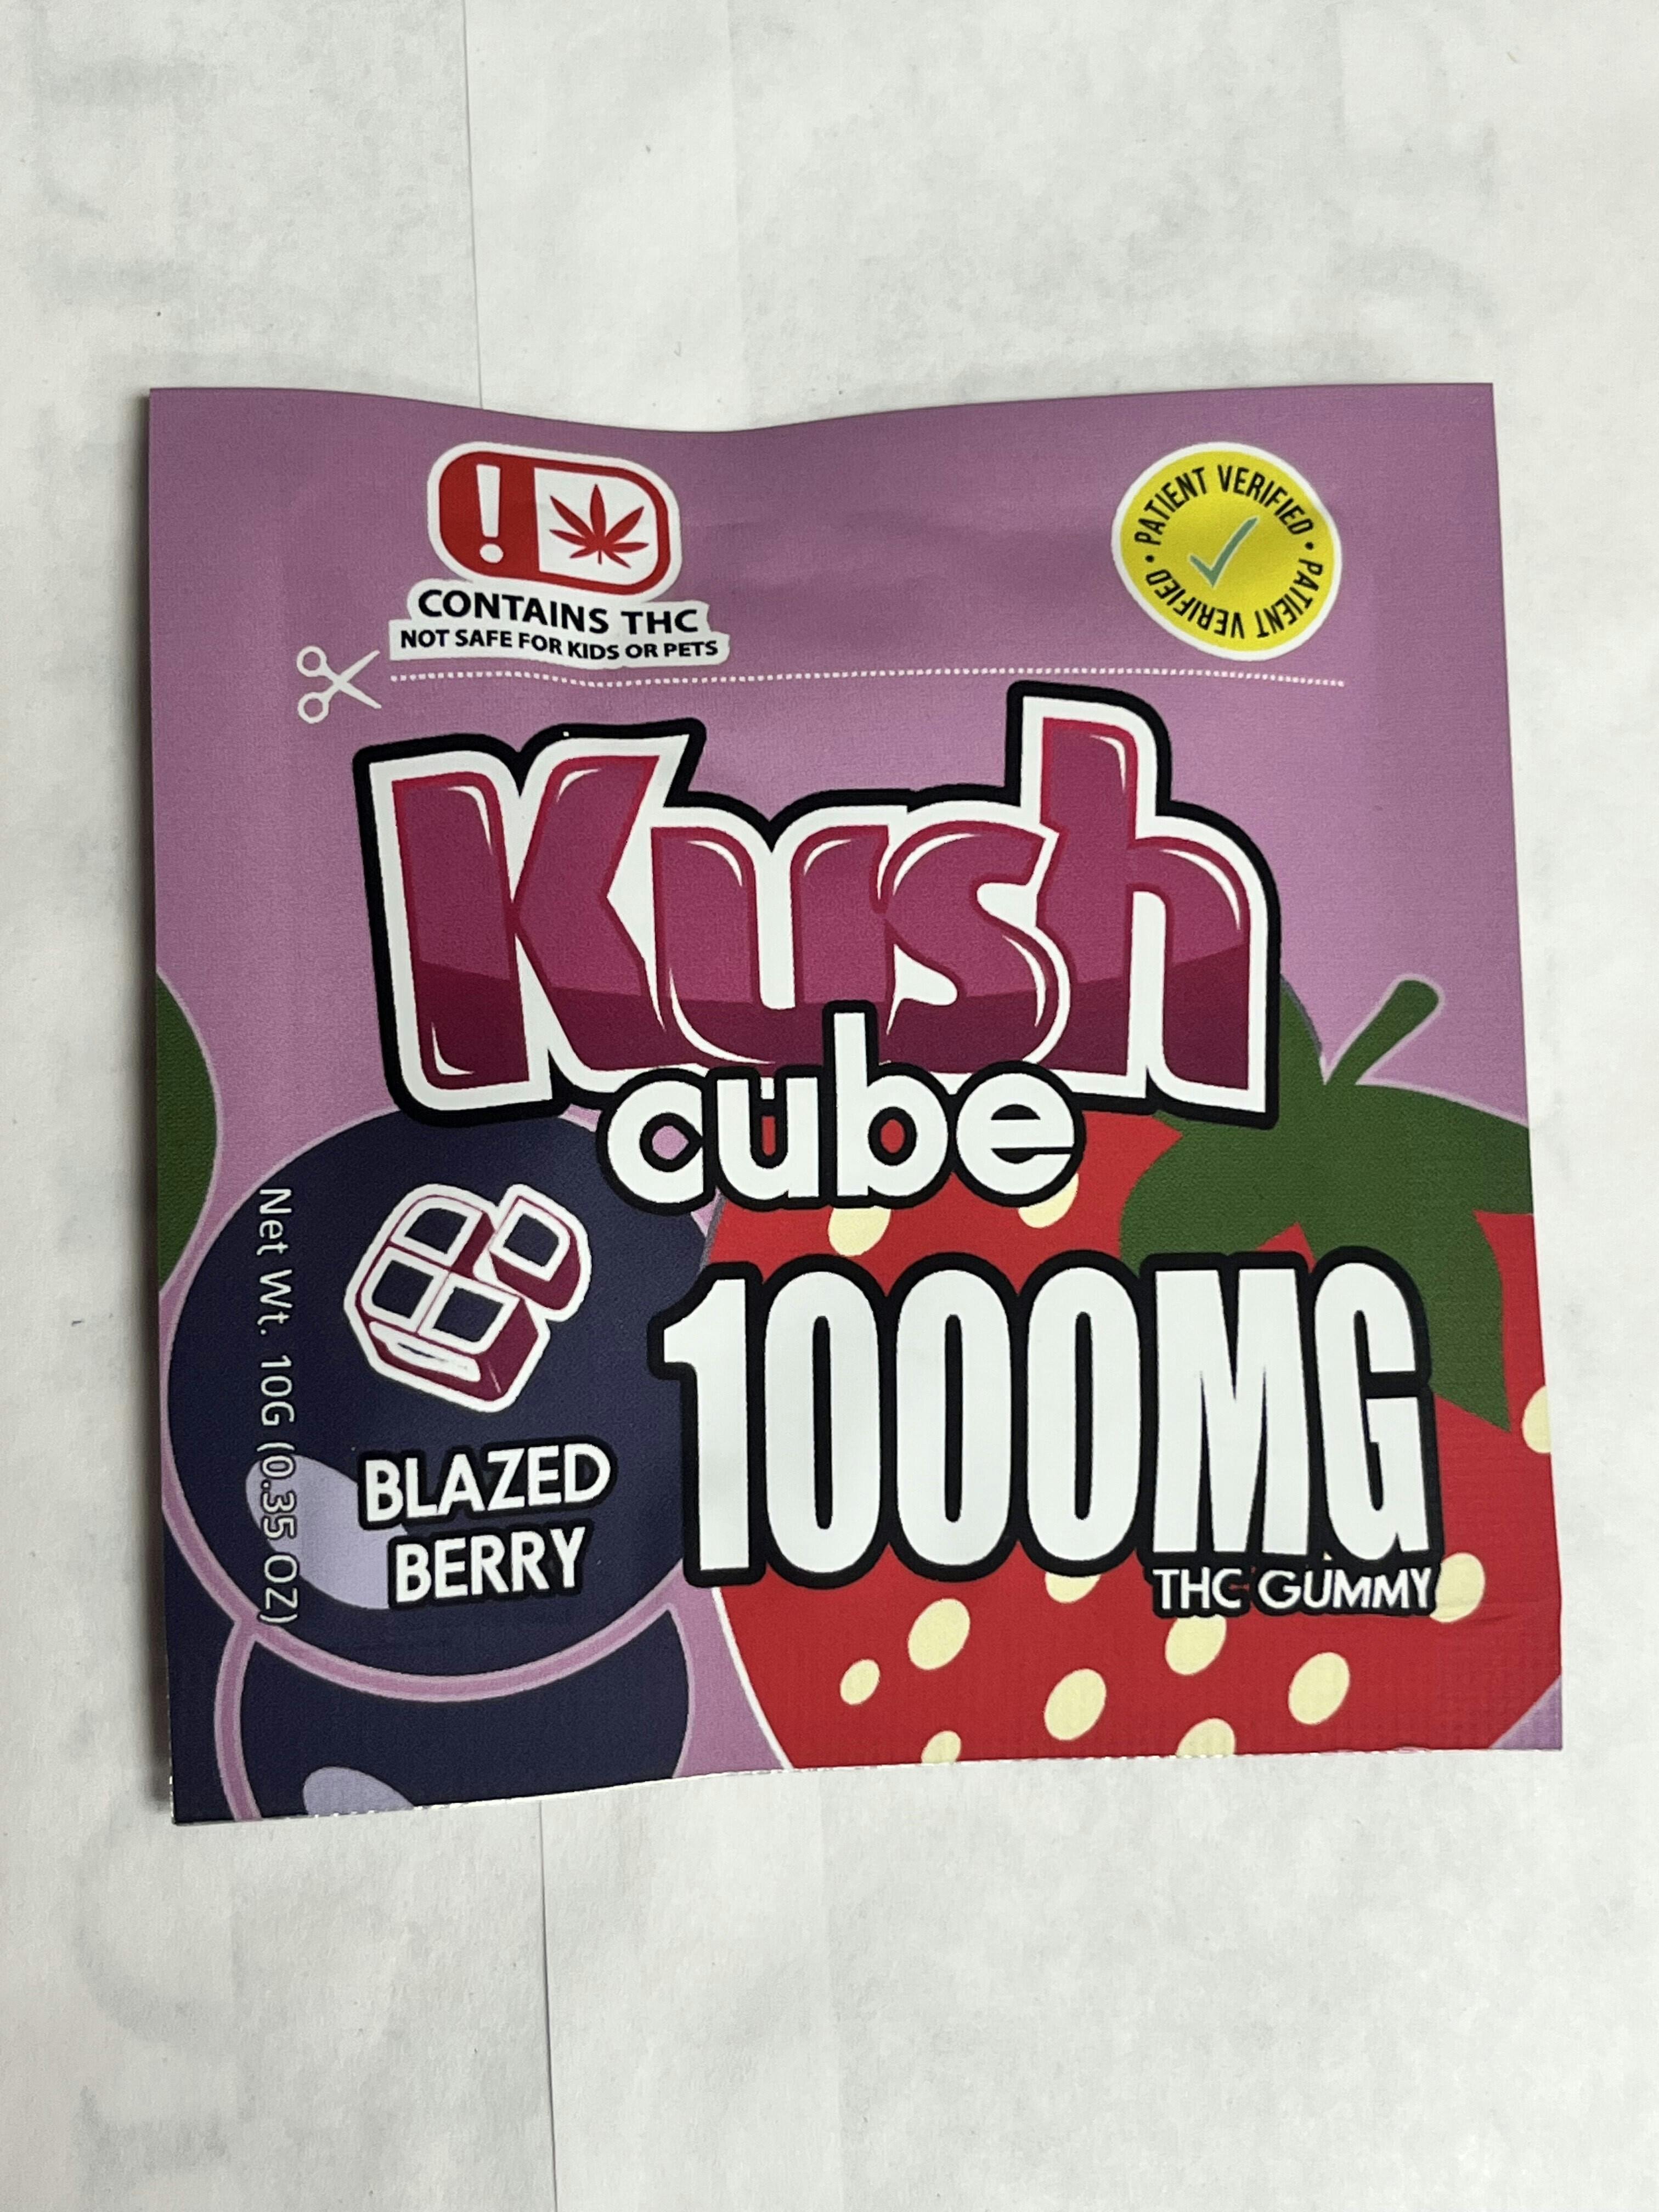 CONTAINS THC
NOT SAFE FOR KIDS OR PETS
PATIENT VERIFIED • PATIENT VERIFIED •
Kush
cube
1000MG
THC GUMMY
BLAZED
BERRY
Net Wt. 10G (0.35 OZ)